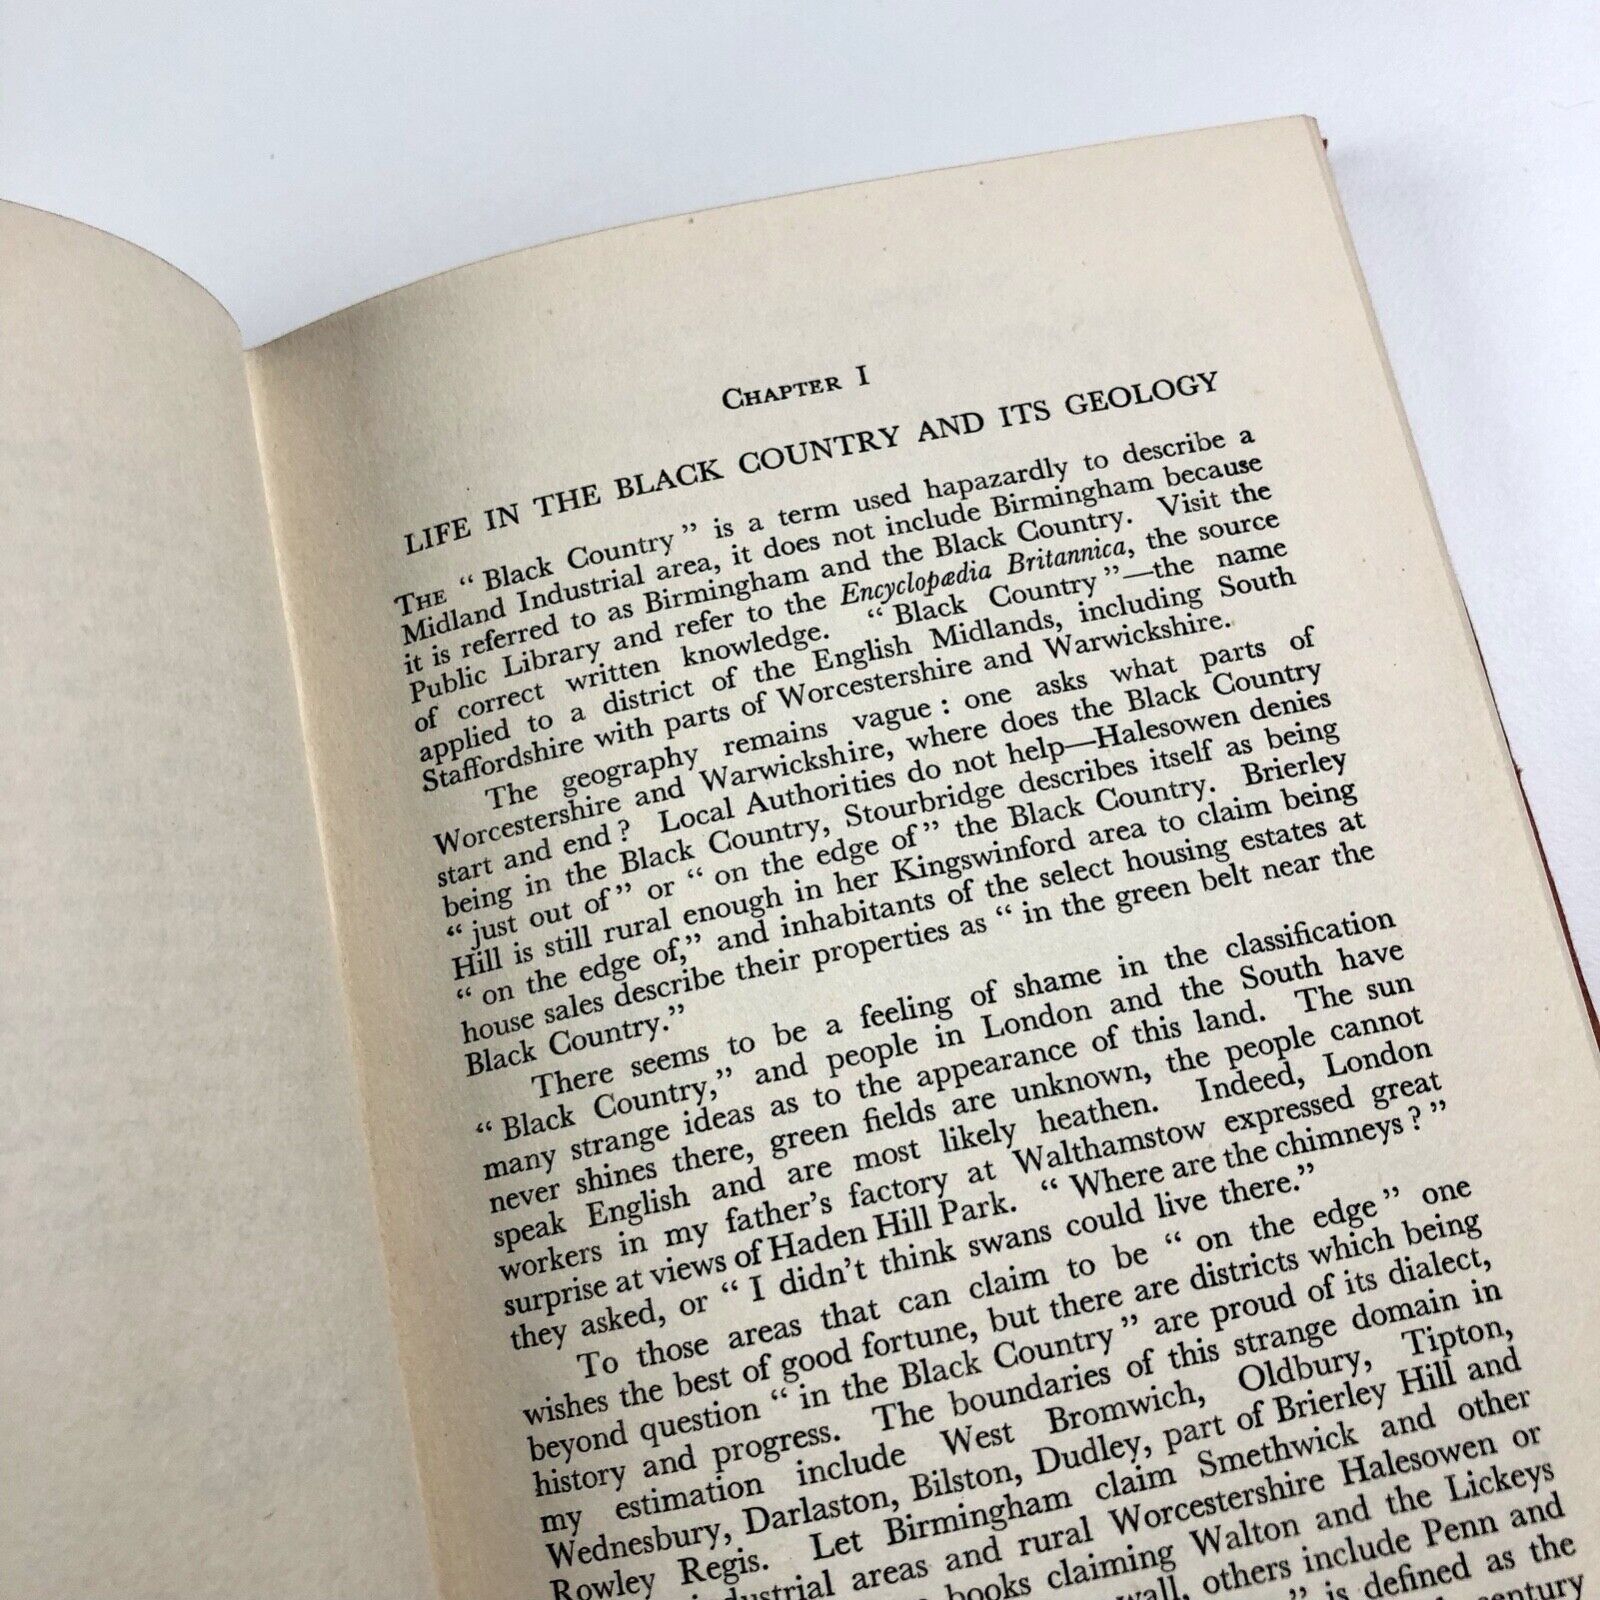 CHAPTER I
LIFE IN THE BLACK COUNTRY AND ITS GEOLOGY
THE “ Black Country ” is a term used hapazardly to describe a
Midland Industrial area, it does not include Birmingham because
it is referred to as Birmingham and the Black Country. Visit the
Public Library and refer to the Encyclopædia Britannica, the source
of correct written knowledge. “ Black Country ”—the name
applied to a district of the English Midlands, including South
Staffordshire with parts of Worcestershire and Warwickshire.
The geography remains vague : one asks what parts of
Worcestershire and Warwickshire, where does the Black Country
start and end ? Local Authorities do not help—Halesowen denies
being in the Black Country, Stourbridge describes itself as being
“ just out of ” or “ on the edge of ” the Black Country. Brierley
Hill is still rural enough in her Kingswinford area to claim being
“ on the edge of,” and inhabitants of the select housing estates at
house sales describe their properties as “ in the green belt near the
Black Country.”
There seems to be a feeling of shame in the classification
“ Black Country,” and people in London and the South have
many strange ideas as to the appearance of this land. The sun
never shines there, green fields are unknown, the people cannot
speak English and are most likely heathen. Indeed, London
workers in my father’s factory at Walthamstow expressed great
surprise at views of Haden Hill Park. “ Where are the chimneys ? ”
they asked, or “ I didn’t think swans could live there.”
To those areas that can claim to be “ on the edge ” one
wishes the best of good fortune, but there are districts which being
beyond question “ in the Black Country ” are proud of its dialect,
history and progress. The boundaries of this strange domain in
my estimation include West Bromwich, Oldbury, Tipton,
Wednesbury, Darlaston, Bilston, Dudley, part of Brierley Hill and
Rowley Regis. Let Birmingham claim Smethwick and other
areas and rural Worcestershire Halesowen or
books claiming Walton and the Lickeys
others include Penn and
” is defined as the
century